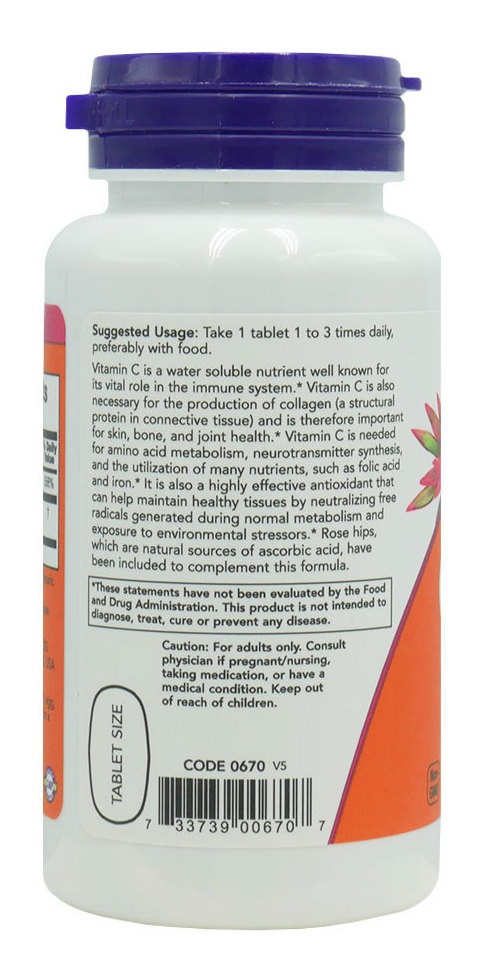 Suggested Usage: Take 1 tablet 1 to 3 times daily,
preferably with food.
Vitamin C is a water soluble nutrient well known for
its vital role in the immune system.* Vitamin C is also
necessary for the production of collagen (a structural
protein in connective tissue) and is therefore important
for skin, bone, and joint health.* Vitamin C is needed
for amino acid metabolism, neurotransmitter synthesis,
and the utilization of many nutrients, such as folic acid
and iron.* It is also a highly effective antioxidant that
can help maintain healthy tissues by neutralizing free
radicals generated during normal metabolism and
exposure to environmental stressors.* Rose hips,
which are natural sources of ascorbic acid, have
been included to complement this formula.
*These statements have not been evaluated by the Food
and Drug Administration. This product is not intended to
diagnose, treat, cure or prevent any disease.
Caution: For adults only. Consult
physician if pregnant/nursing,
taking medication, or have a
medical condition. Keep out
of reach of children.
TABLET SIZE
CODE 0670 V5
7 33739 00670 7
Non-
GMO